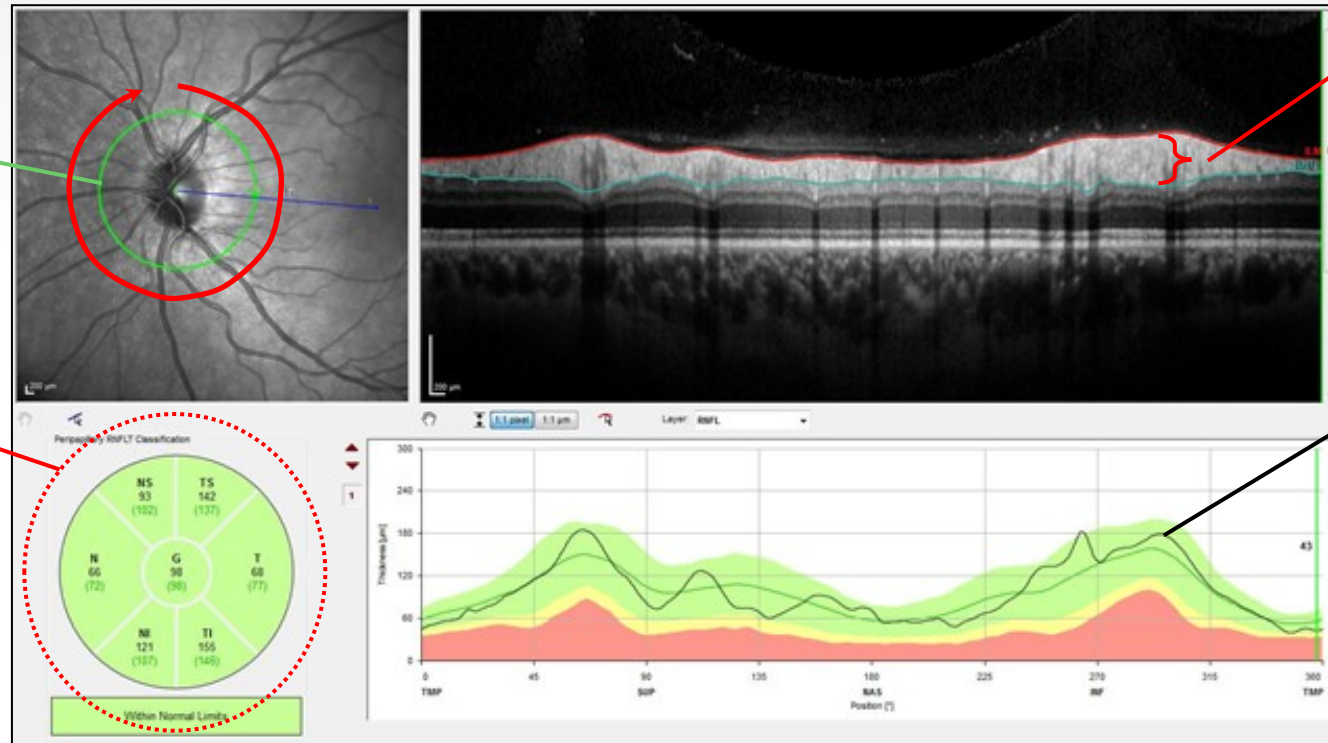 200 µm
200 µm
ILM
1:1 pixel
1:1 µm
Layer:
RNFL
Peripapillary RNFLT Classification
NS
93
(102)
TS
142
(137)
N
66
(72)
G
98
(98)
T
68
(77)
NI
121
(107)
TI
155
(146)
Within Normal Limits
1
Thickness [µm]
300
240
180
120
60
0
43
0
45
90
135
180
225
270
315
360
TMP
SUP
NAS
INF
TMP
Position [°]